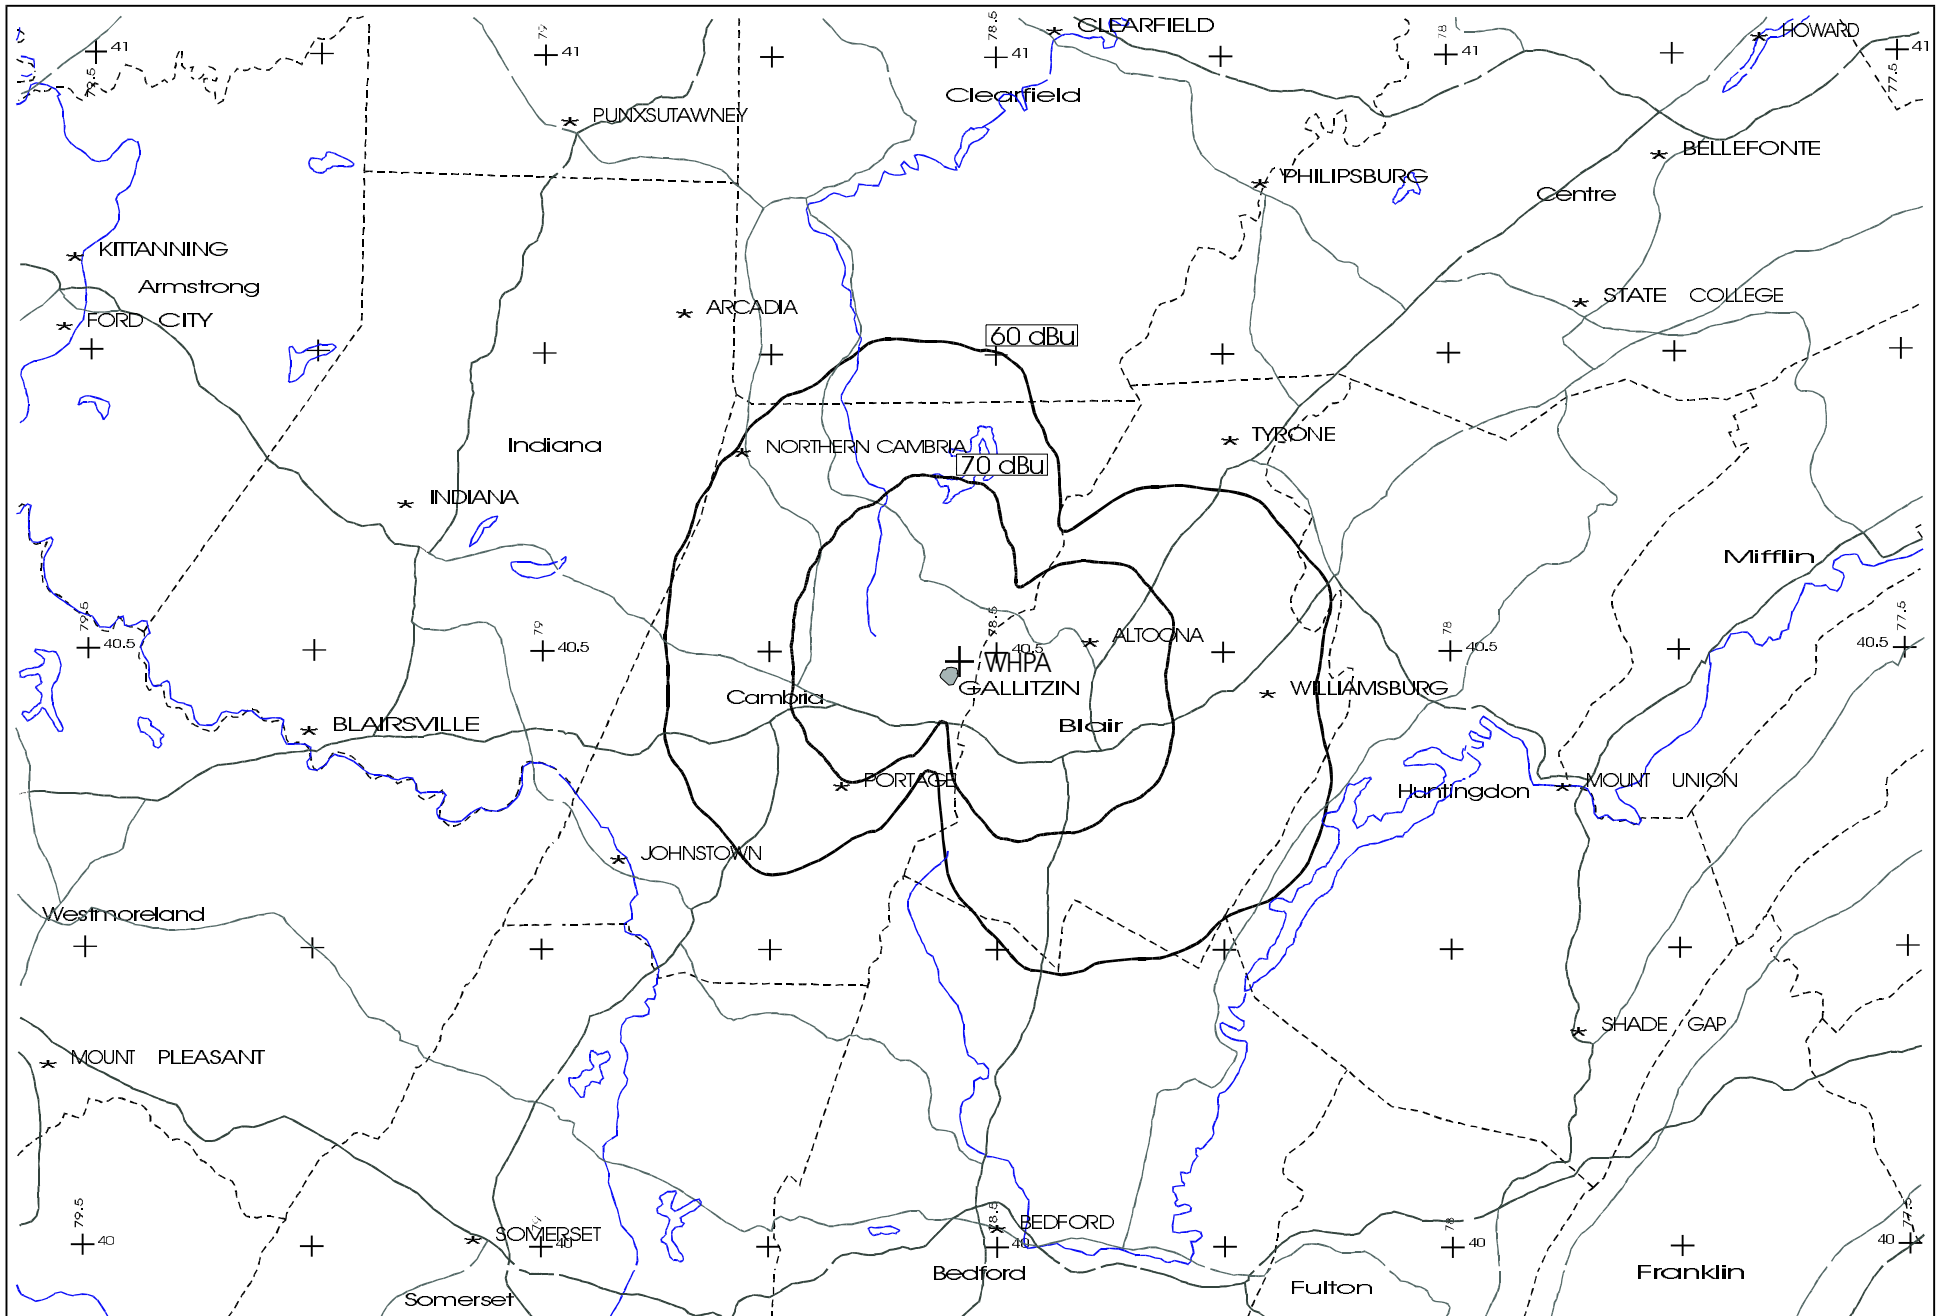 CLEARFIELD
HOWARD
79.5
41
79
41
78.5
41
78
41
77.5
41
Clearfield
PUNXSUTAWNEY
BELLEFONTE
PHILIPSBURG
Centre
KITTANNING
Armstrong
STATE COLLEGE
ARCADIA
FORD CITY
60 dBu
Indiana
NORTHERN CAMBRIA
TYRONE
70 dBu
INDIANA
Mifflin
79.5
40.5
79
40.5
78.5
40.5
78
40.5
77.5
40.5
ALTOONA
WHPA
GALLITZIN
WILLIAMSBURG
Cambria
BLAIRSVILLE
Blair
PORTAGE
Huntingdon
MOUNT UNION
JOHNSTOWN
Westmoreland
SHADE GAP
MOUNT PLEASANT
79.5
40
79
40
78.5
40
78
40
77.5
40
SOMERSET
BEDFORD
Bedford
Franklin
Fulton
Somerset